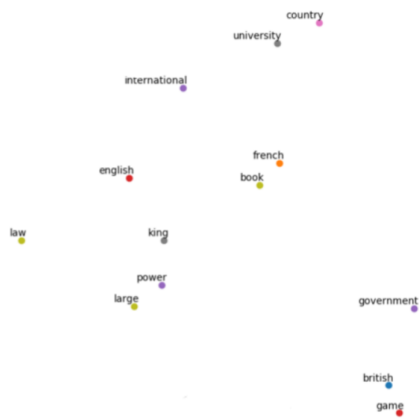 country
university
international
french
english
book
law
king
power
large
government
british
game